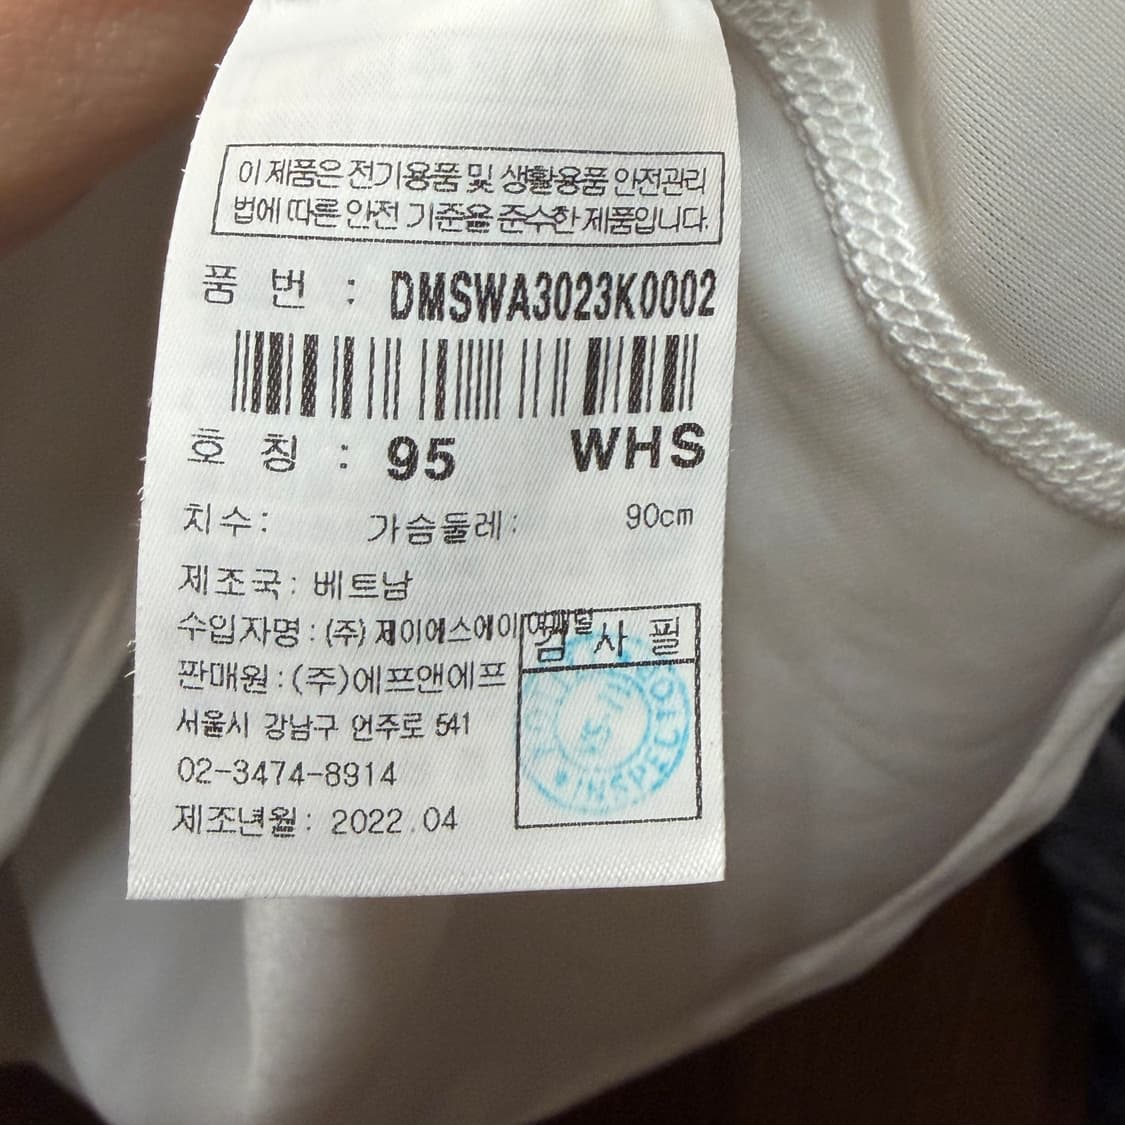 이 제품은 전기용품 및 생활용품 안전관리
법에 따른 안전 기준을 준수한 제품입니다.
품 번 : DMSWA3023K0002
호 칭 : 95 WHS
치수: 가슴둘레: 90cm
제조국: 베트남
수입자명 : (주) 제이에스에이어패럴
검 사 필
판매원 : (주)에프앤에프
서울시 강남구 언주로 541
02-3474-8914
제조년월: 2022.04
INSPECTOR